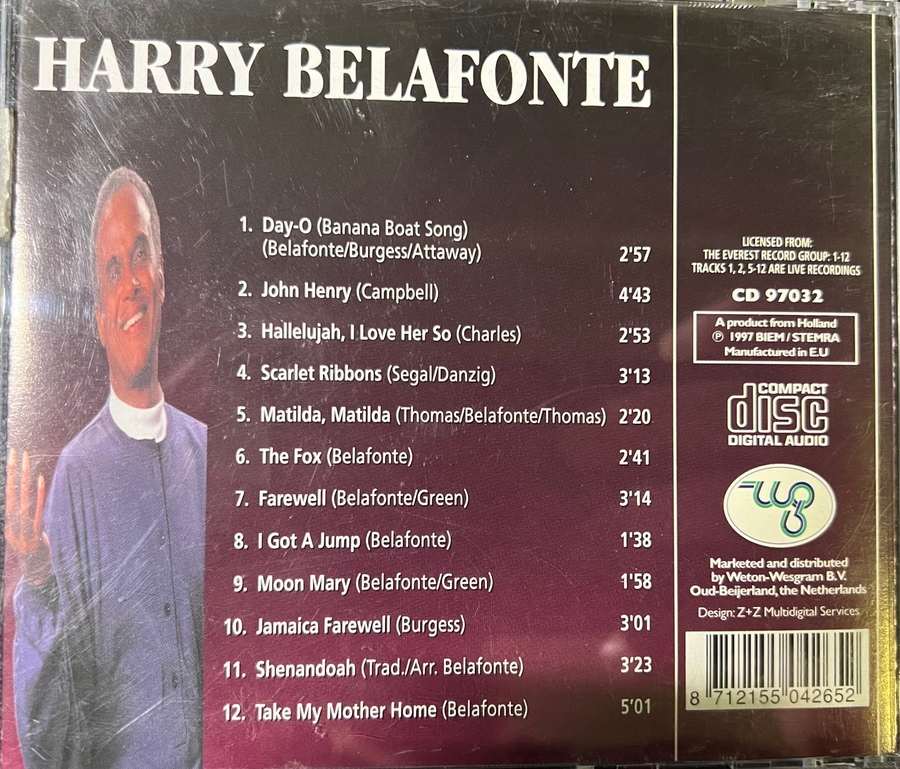 HARRY BELAFONTE
1. Day-O (Banana Boat Song)
(Belafonte/Burgess/Attaway) 2'57
2. John Henry (Campbell) 4'43
3. Hallelujah, I Love Her So (Charles) 2'53
4. Scarlet Ribbons (Segal/Danzig) 3'13
5. Matilda, Matilda (Thomas/Belafonte/Thomas) 2'20
6. The Fox (Belafonte) 2'41
7. Farewell (Belafonte/Green) 3'14
8. I Got A Jump (Belafonte) 1'38
9. Moon Mary (Belafonte/Green) 1'58
10. Jamaica Farewell (Burgess) 3'01
11. Shenandoah (Trad./Arr. Belafonte) 3'23
12. Take My Mother Home (Belafonte) 5'01
LICENSED FROM:
THE EVEREST RECORD GROUP: 1-12
TRACKS 1, 2, 5-12 ARE LIVE RECORDINGS
CD 97032
A product from Holland
℗ 1997 BIEM / STEMRA
Manufactured in E.U
COMPACT
disc
DIGITAL AUDIO
Marketed and distributed
by Weton-Wesgram B.V.
Oud-Beijerland, the Netherlands
Design: Z+Z Multidigital Services
8 712155 042652